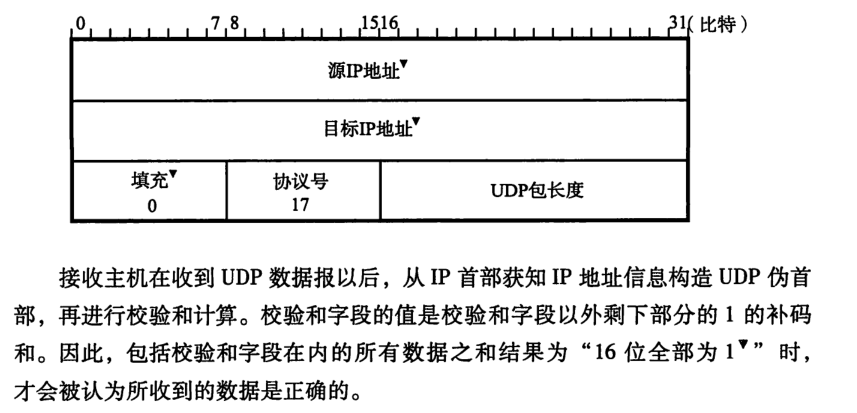 0 7 8 1516 31(比特)
源IP地址▼
目标IP地址▼
填充▼ 协议号 UDP包长度
0 17
接收主机在收到 UDP 数据报以后，从 IP 首部获知 IP 地址信息构造 UDP 伪首
部，再进行校验和计算。校验和字段的值是校验和字段以外剩下部分的 1 的补码
和。因此，包括校验和字段在内的所有数据之和结果为“16 位全部为 1▼”时，
才会被认为所收到的数据是正确的。